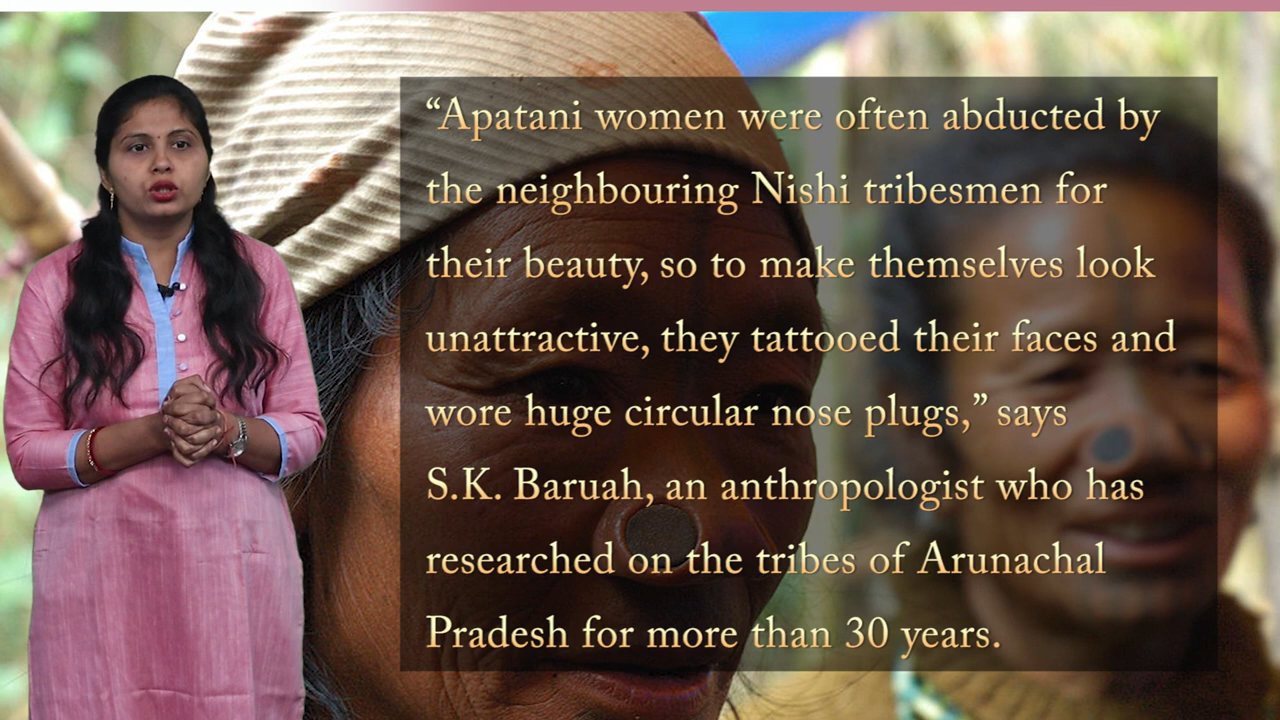 “Apatani women were often abducted by
the neighbouring Nishi tribesmen for
their beauty, so to make themselves look
unattractive, they tattooed their faces and
wore huge circular nose plugs,” says
S.K. Baruah, an anthropologist who has
researched on the tribes of Arunachal
Pradesh for more than 30 years.